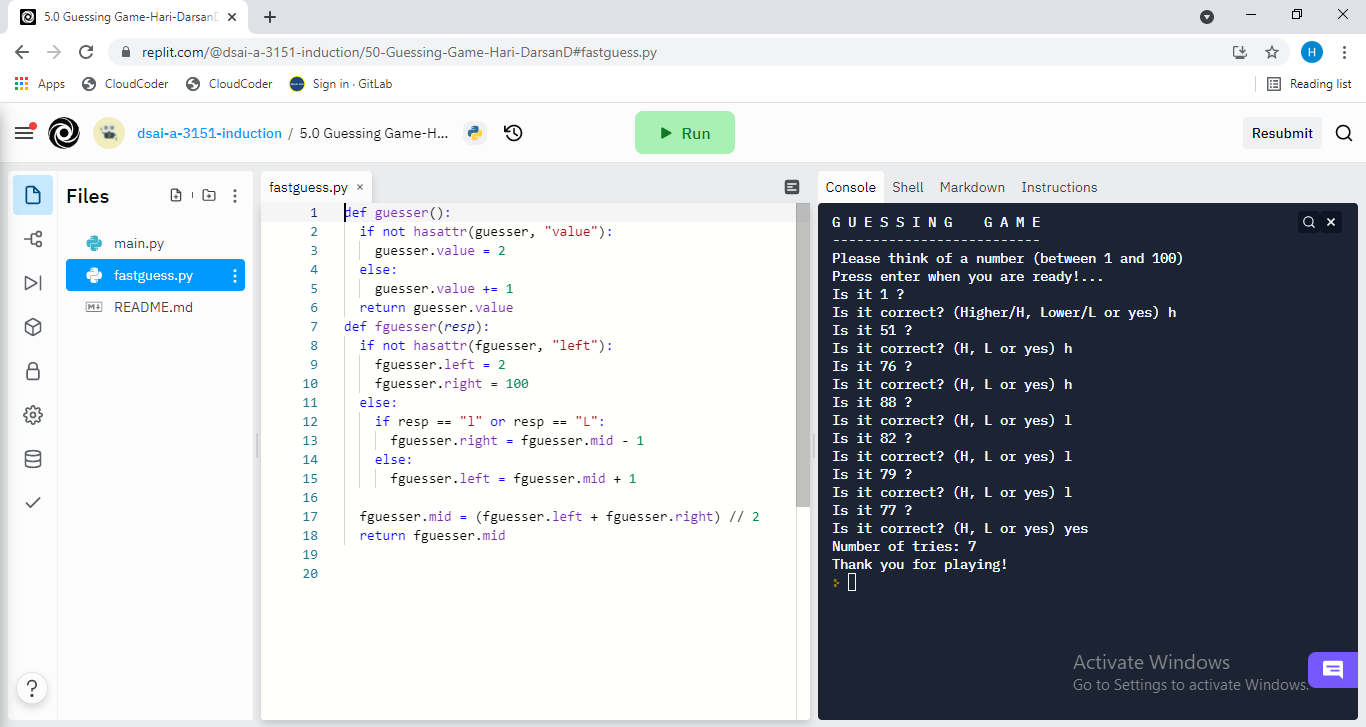 5.0 Guessing Game-Hari-DarsanD
replit.com/@dsai-a-3151-induction/50-Guessing-Game-Hari-DarsanD#fastguess.py
H
Apps
CloudCoder
CloudCoder
Sign in · GitLab
Reading list
dsai-a-3151-induction / 5.0 Guessing Game-H...
Run
Resubmit
Files
main.py
fastguess.py
README.md
fastguess.py
1 def guesser():
2 if not hasattr(guesser, "value"):
3 guesser.value = 2
4 else:
5 guesser.value += 1
6 return guesser.value
7 def fguesser(resp):
8 if not hasattr(fguesser, "left"):
9 fguesser.left = 2
10 fguesser.right = 100
11 else:
12 if resp == "l" or resp == "L":
13 fguesser.right = fguesser.mid - 1
14 else:
15 fguesser.left = fguesser.mid + 1
16
17 fguesser.mid = (fguesser.left + fguesser.right) // 2
18 return fguesser.mid
19
20
Console
Shell
Markdown
Instructions
G U E S S I N G   G A M E
--------------------------
Please think of a number (between 1 and 100)
Press enter when you are ready!...
Is it 1 ?
Is it correct? (Higher/H, Lower/L or yes) h
Is it 51 ?
Is it correct? (H, L or yes) h
Is it 76 ?
Is it correct? (H, L or yes) h
Is it 88 ?
Is it correct? (H, L or yes) l
Is it 82 ?
Is it correct? (H, L or yes) l
Is it 79 ?
Is it correct? (H, L or yes) l
Is it 77 ?
Is it correct? (H, L or yes) yes
Number of tries: 7
Thank you for playing!
Activate Windows
Go to Settings to activate Windows.
?